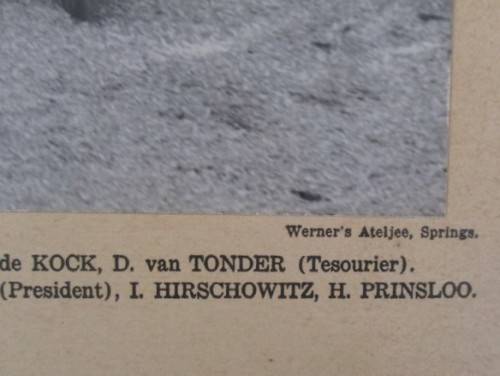 Werner's Ateljee, Springs.
de KOCK, D. van TONDER (Tesourier).
(President), I. HIRSCHOWITZ, H. PRINSLOO.